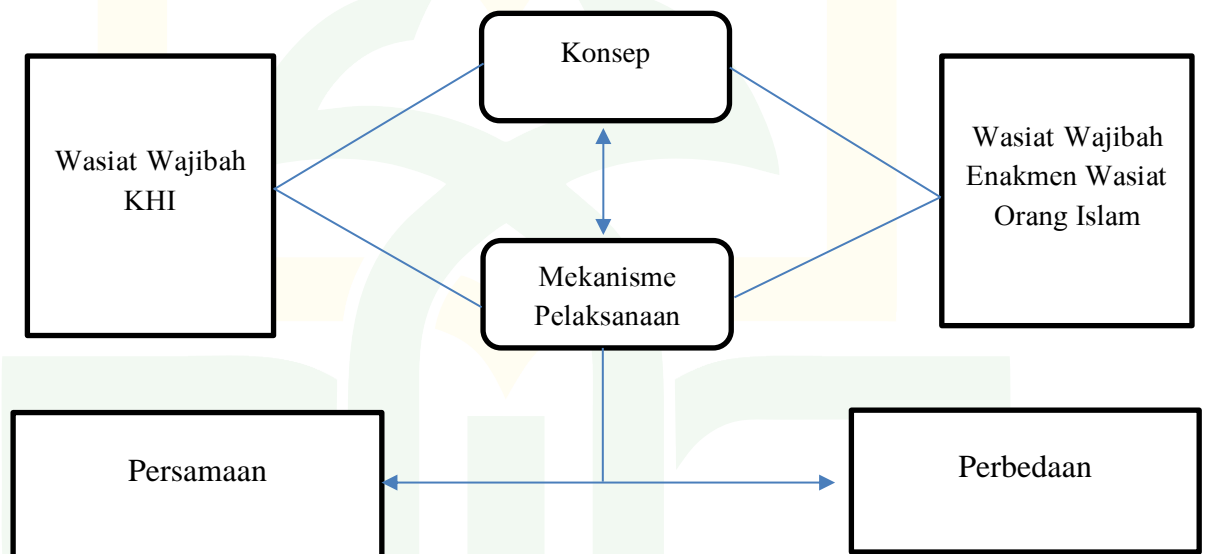 Konsep
Wasiat Wajibah
KHI
Wasiat Wajibah
Enakmen Wasiat
Orang Islam
Mekanisme
Pelaksanaan
Persamaan
Perbedaan